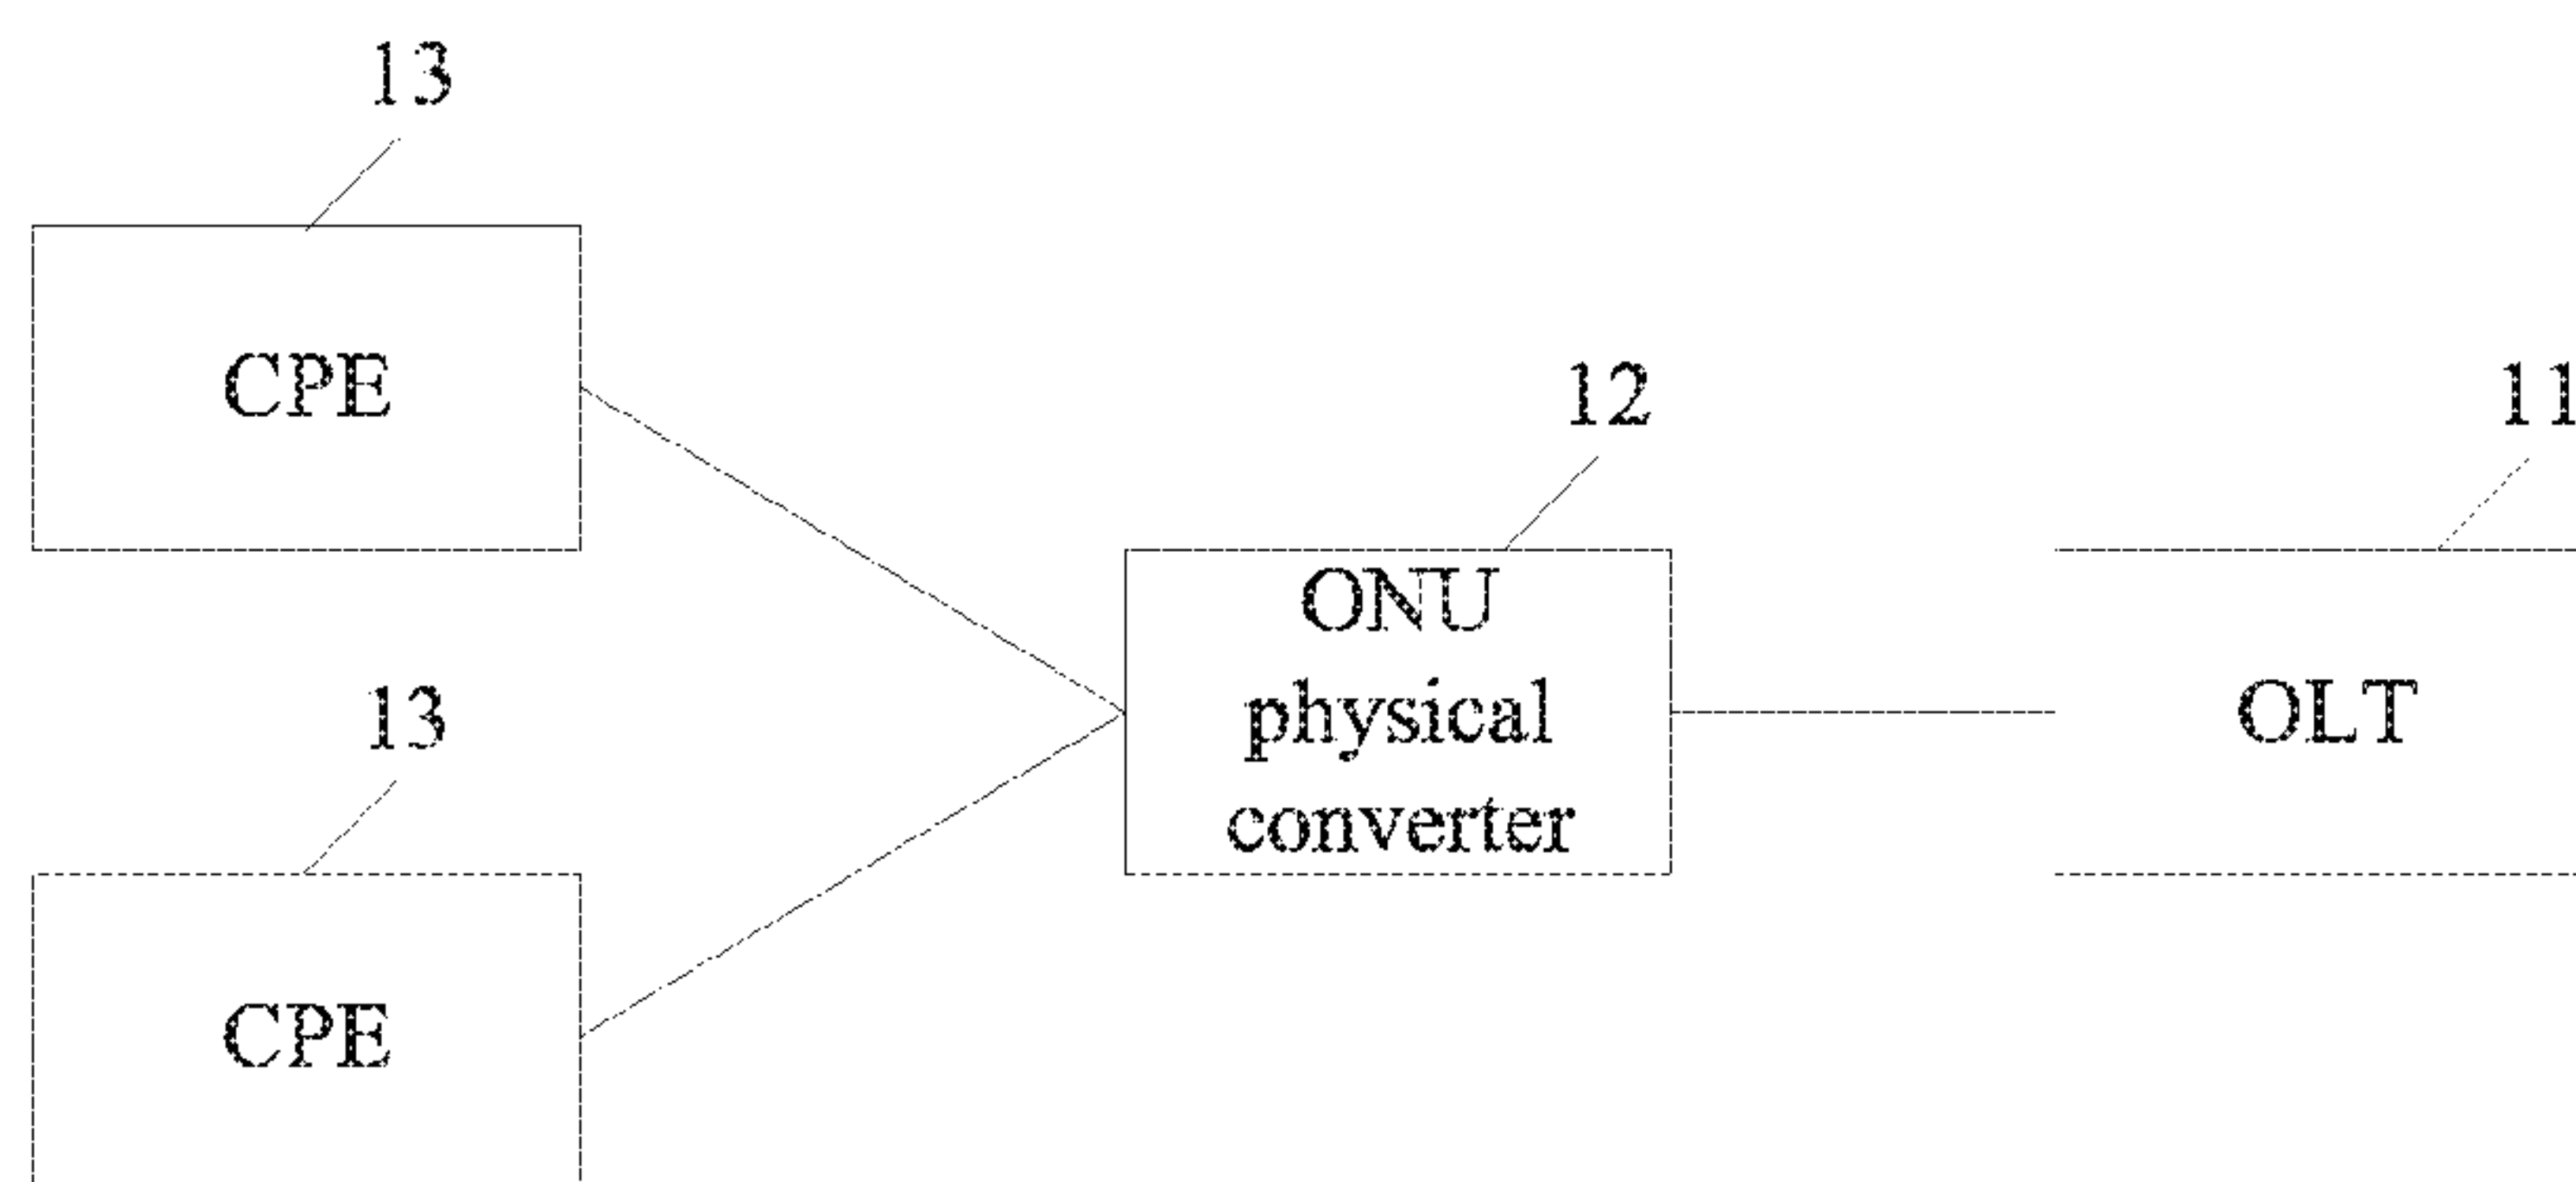 13
CPE
12
11
ONU
physical
converter
OLT
13
CPE